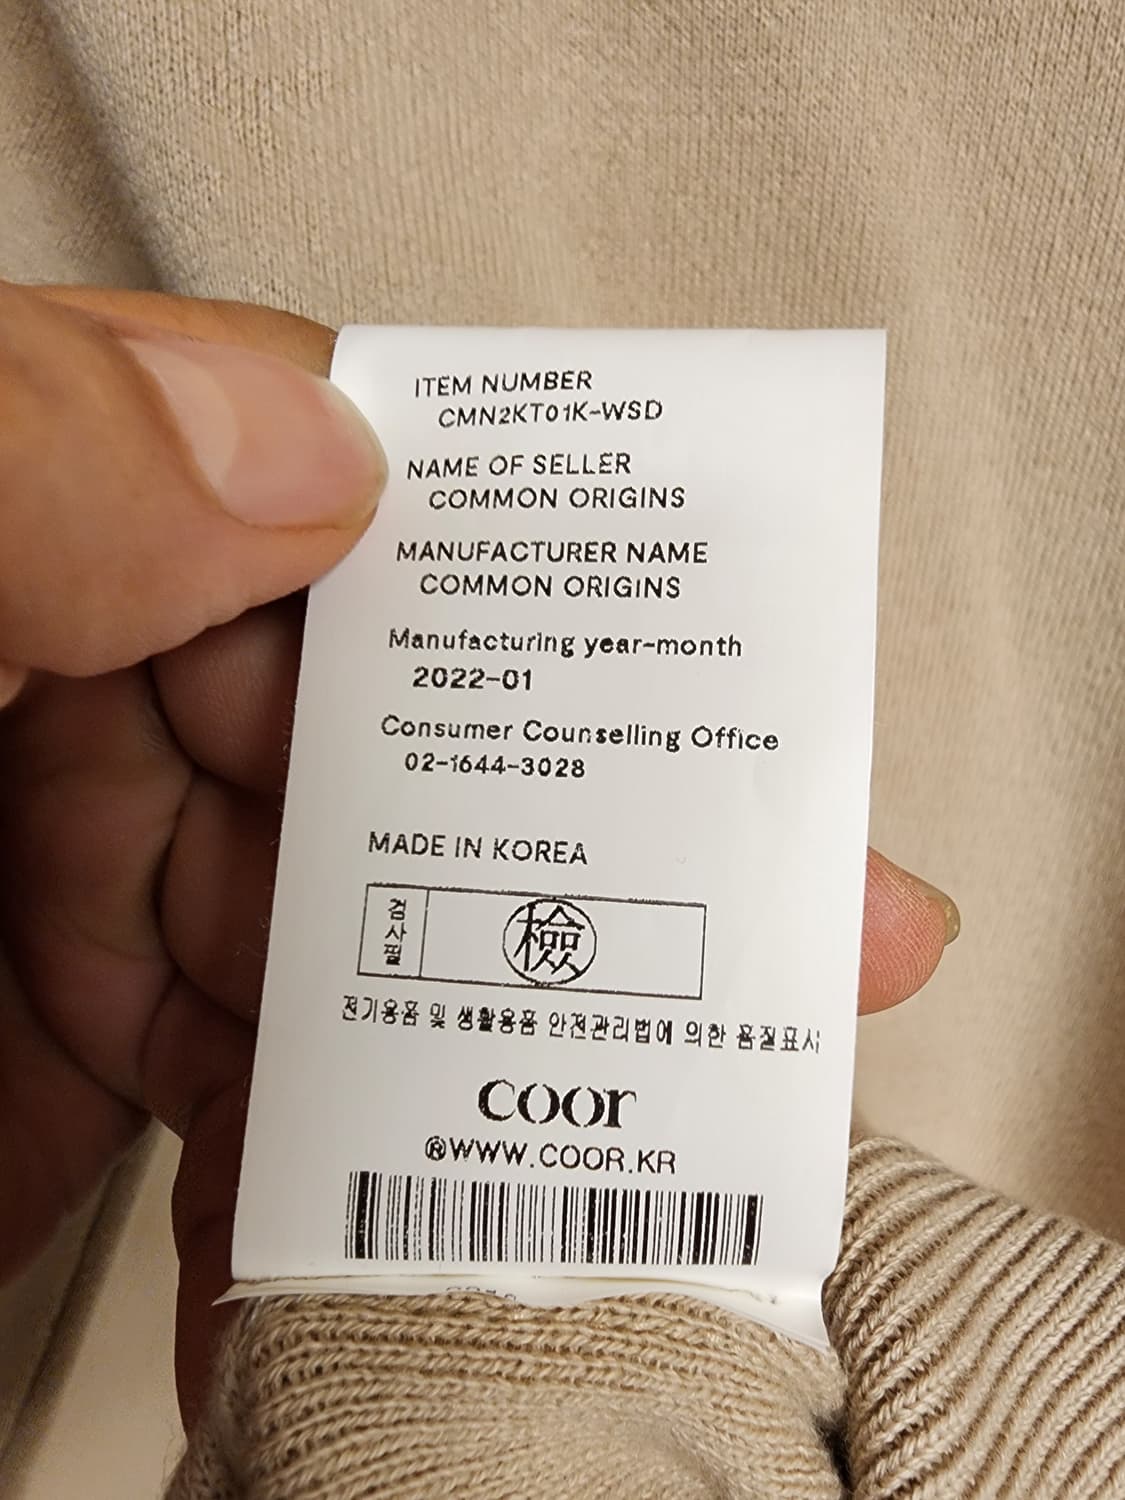 ITEM NUMBER
CMN2KT01K-WSD
NAME OF SELLER
COMMON ORIGINS
MANUFACTURER NAME
COMMON ORIGINS
Manufacturing year-month
2022-01
Consumer Counselling Office
02-1644-3028
MADE IN KOREA
검사필
檢
전기용품 및 생활용품 안전관리법에 의한 품질표시
coor
®WWW.COOR.KR